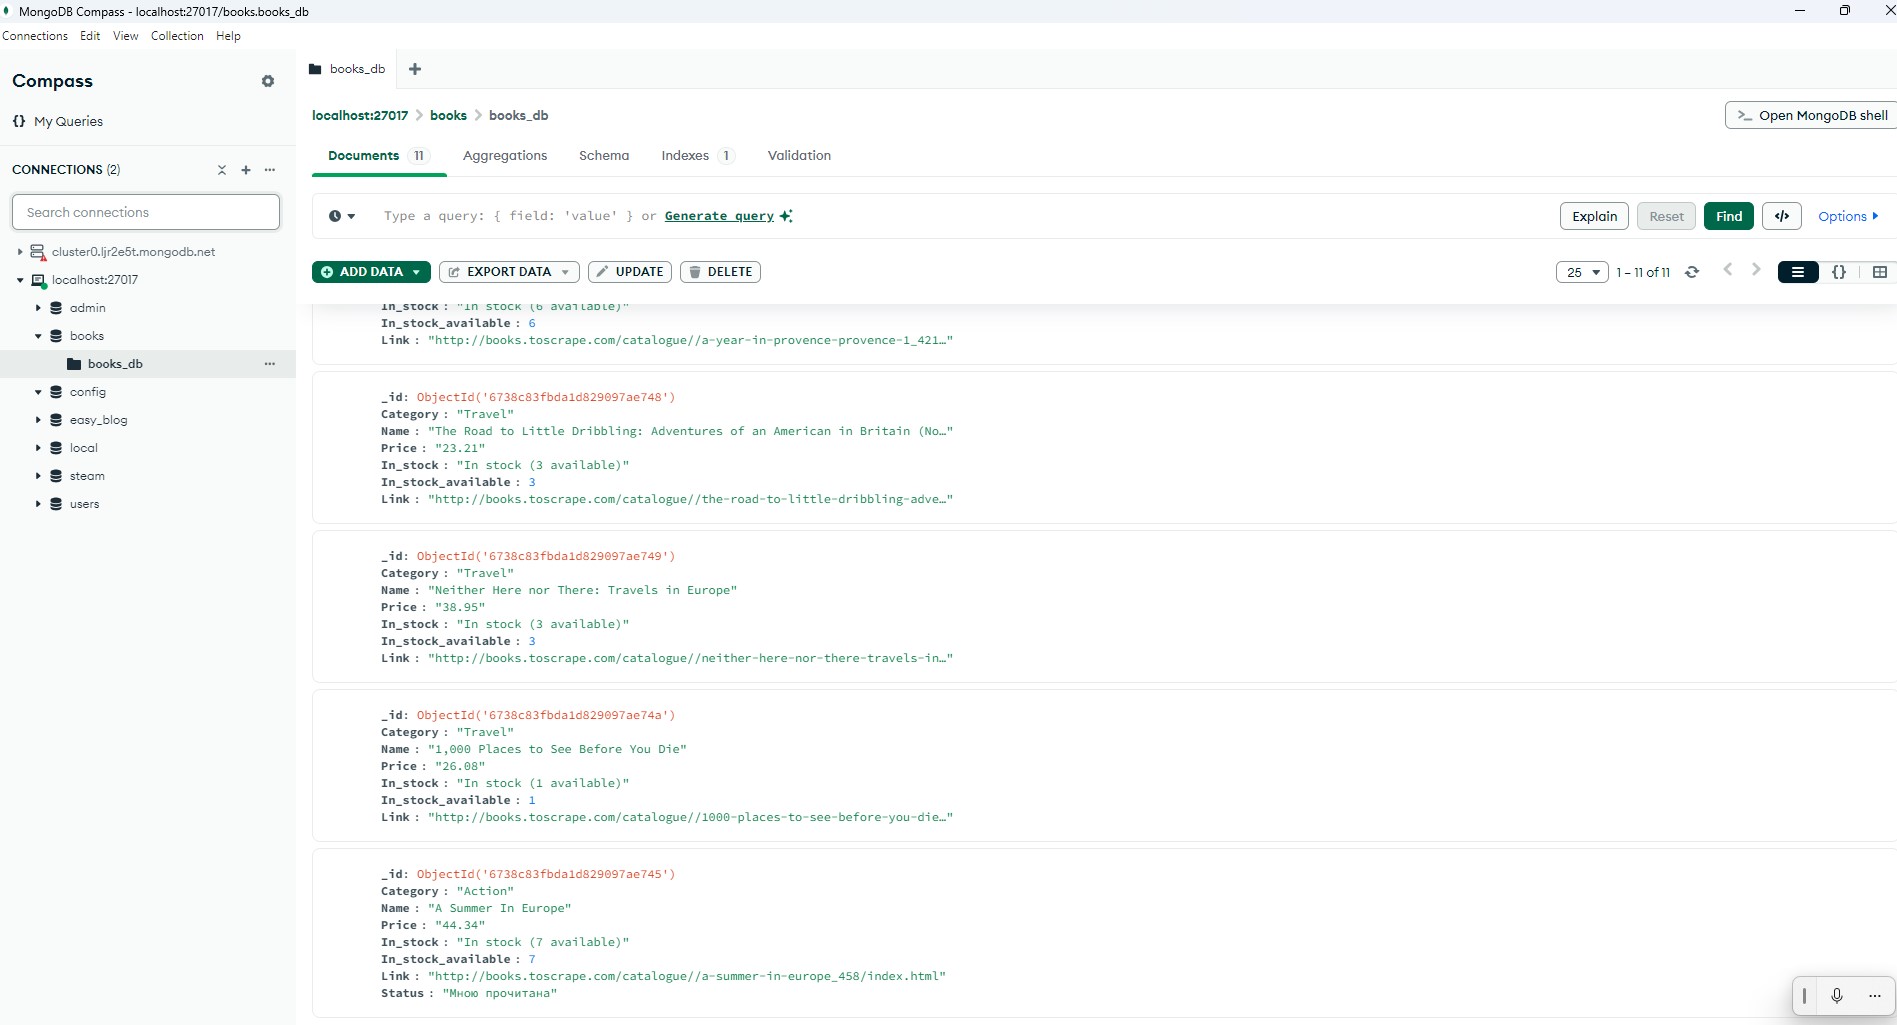 MongoDB Compass - localhost:27017/books.books_db
Connections Edit View Collection Help
Compass
{} My Queries
CONNECTIONS (2)
Search connections
cluster0.ljr2e5t.mongodb.net
localhost:27017
admin
books
books_db
config
easy_blog
local
steam
users
books_db
localhost:27017 > books > books_db
>_ Open MongoDB shell
Documents 11 Aggregations Schema Indexes 1 Validation
Type a query: { field: 'value' } or Generate query
Explain Reset Find </> Options
ADD DATA EXPORT DATA UPDATE DELETE
25 1 – 11 of 11 {}
In_stock : "In stock (6 available)"
In_stock_available : 6
Link : "http://books.toscrape.com/catalogue//a-year-in-provence-provence-1_421…"
_id: ObjectId('6738c83fbda1d829097ae748')
Category : "Travel"
Name : "The Road to Little Dribbling: Adventures of an American in Britain (No…"
Price : "23.21"
In_stock : "In stock (3 available)"
In_stock_available : 3
Link : "http://books.toscrape.com/catalogue//the-road-to-little-dribbling-adve…"
_id: ObjectId('6738c83fbda1d829097ae749')
Category : "Travel"
Name : "Neither Here nor There: Travels in Europe"
Price : "38.95"
In_stock : "In stock (3 available)"
In_stock_available : 3
Link : "http://books.toscrape.com/catalogue//neither-here-nor-there-travels-in…"
_id: ObjectId('6738c83fbda1d829097ae74a')
Category : "Travel"
Name : "1,000 Places to See Before You Die"
Price : "26.08"
In_stock : "In stock (1 available)"
In_stock_available : 1
Link : "http://books.toscrape.com/catalogue//1000-places-to-see-before-you-die…"
_id: ObjectId('6738c83fbda1d829097ae745')
Category : "Action"
Name : "A Summer In Europe"
Price : "44.34"
In_stock : "In stock (7 available)"
In_stock_available : 7
Link : "http://books.toscrape.com/catalogue//a-summer-in-europe_458/index.html"
Status : "Мною прочитана"